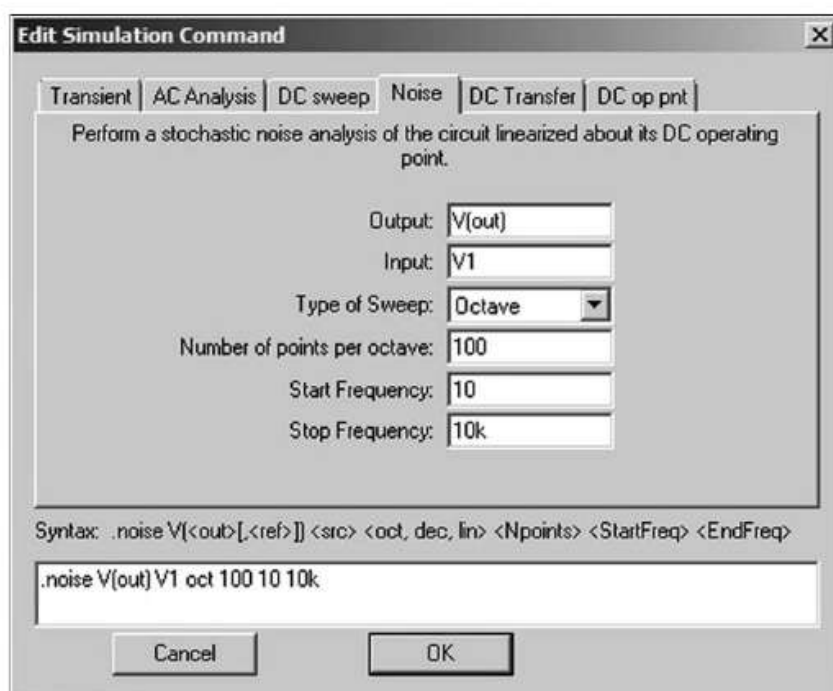 Edit Simulation Command
Transient AC Analysis DC sweep Noise DC Transfer DC op pnt
Perform a stochastic noise analysis of the circuit linearized about its DC operating
point.
Output: V(out)
Input: V1
Type of Sweep: Octave
Number of points per octave: 100
Start Frequency: 10
Stop Frequency: 10k
Syntax: .noise V(<out>[,<ref>]) <src> <oct, dec, lin> <Npoints> <StartFreq> <EndFreq>
.noise V(out) V1 oct 100 10 10k
Cancel OK